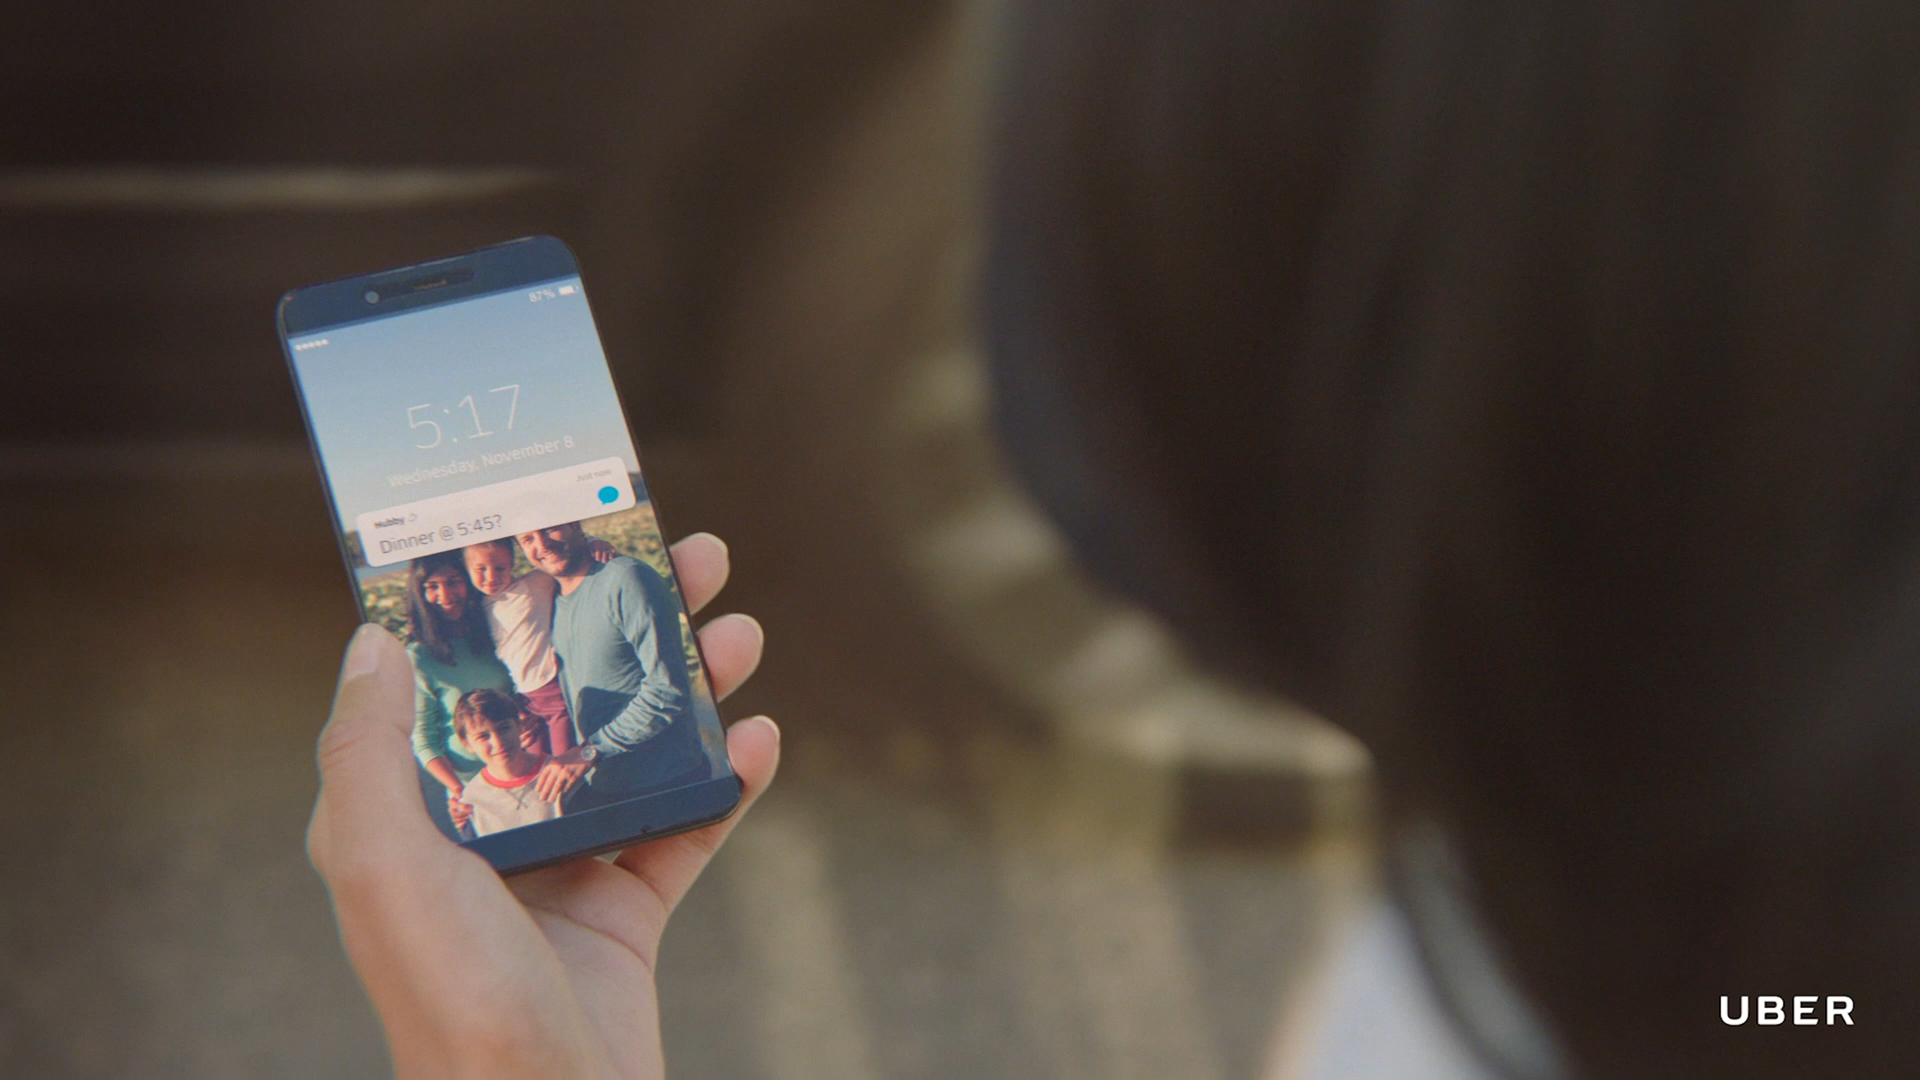 87%
5:17
Wednesday, November 8
Just now
Hubby
Dinner @ 5:45?
UBER